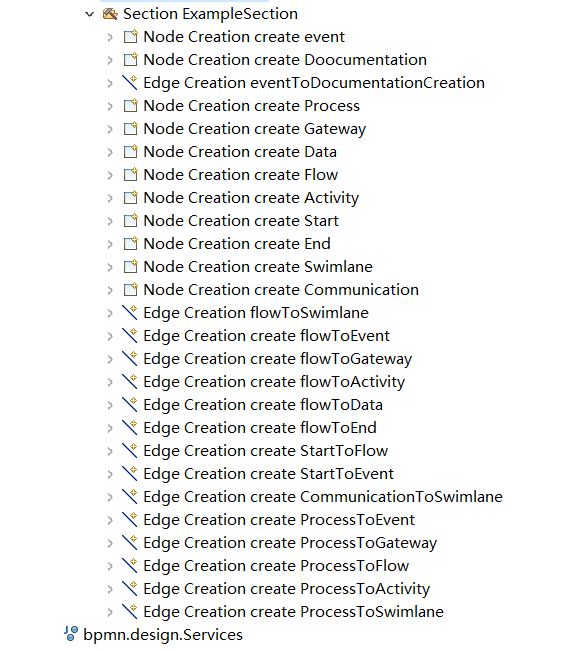 Section ExampleSection
Node Creation create event
Node Creation create Doocumentation
Edge Creation eventToDocumentationCreation
Node Creation create Process
Node Creation create Gateway
Node Creation create Data
Node Creation create Flow
Node Creation create Activity
Node Creation create Start
Node Creation create End
Node Creation create Swimlane
Node Creation create Communication
Edge Creation flowToSwimlane
Edge Creation create flowToEvent
Edge Creation create flowToGateway
Edge Creation create flowToActivity
Edge Creation create flowToData
Edge Creation create flowToEnd
Edge Creation create StartToFlow
Edge Creation create StartToEvent
Edge Creation create CommunicationToSwimlane
Edge Creation create ProcessToEvent
Edge Creation create ProcessToGateway
Edge Creation create ProcessToFlow
Edge Creation create ProcessToActivity
Edge Creation create ProcessToSwimlane
bpmn.design.Services